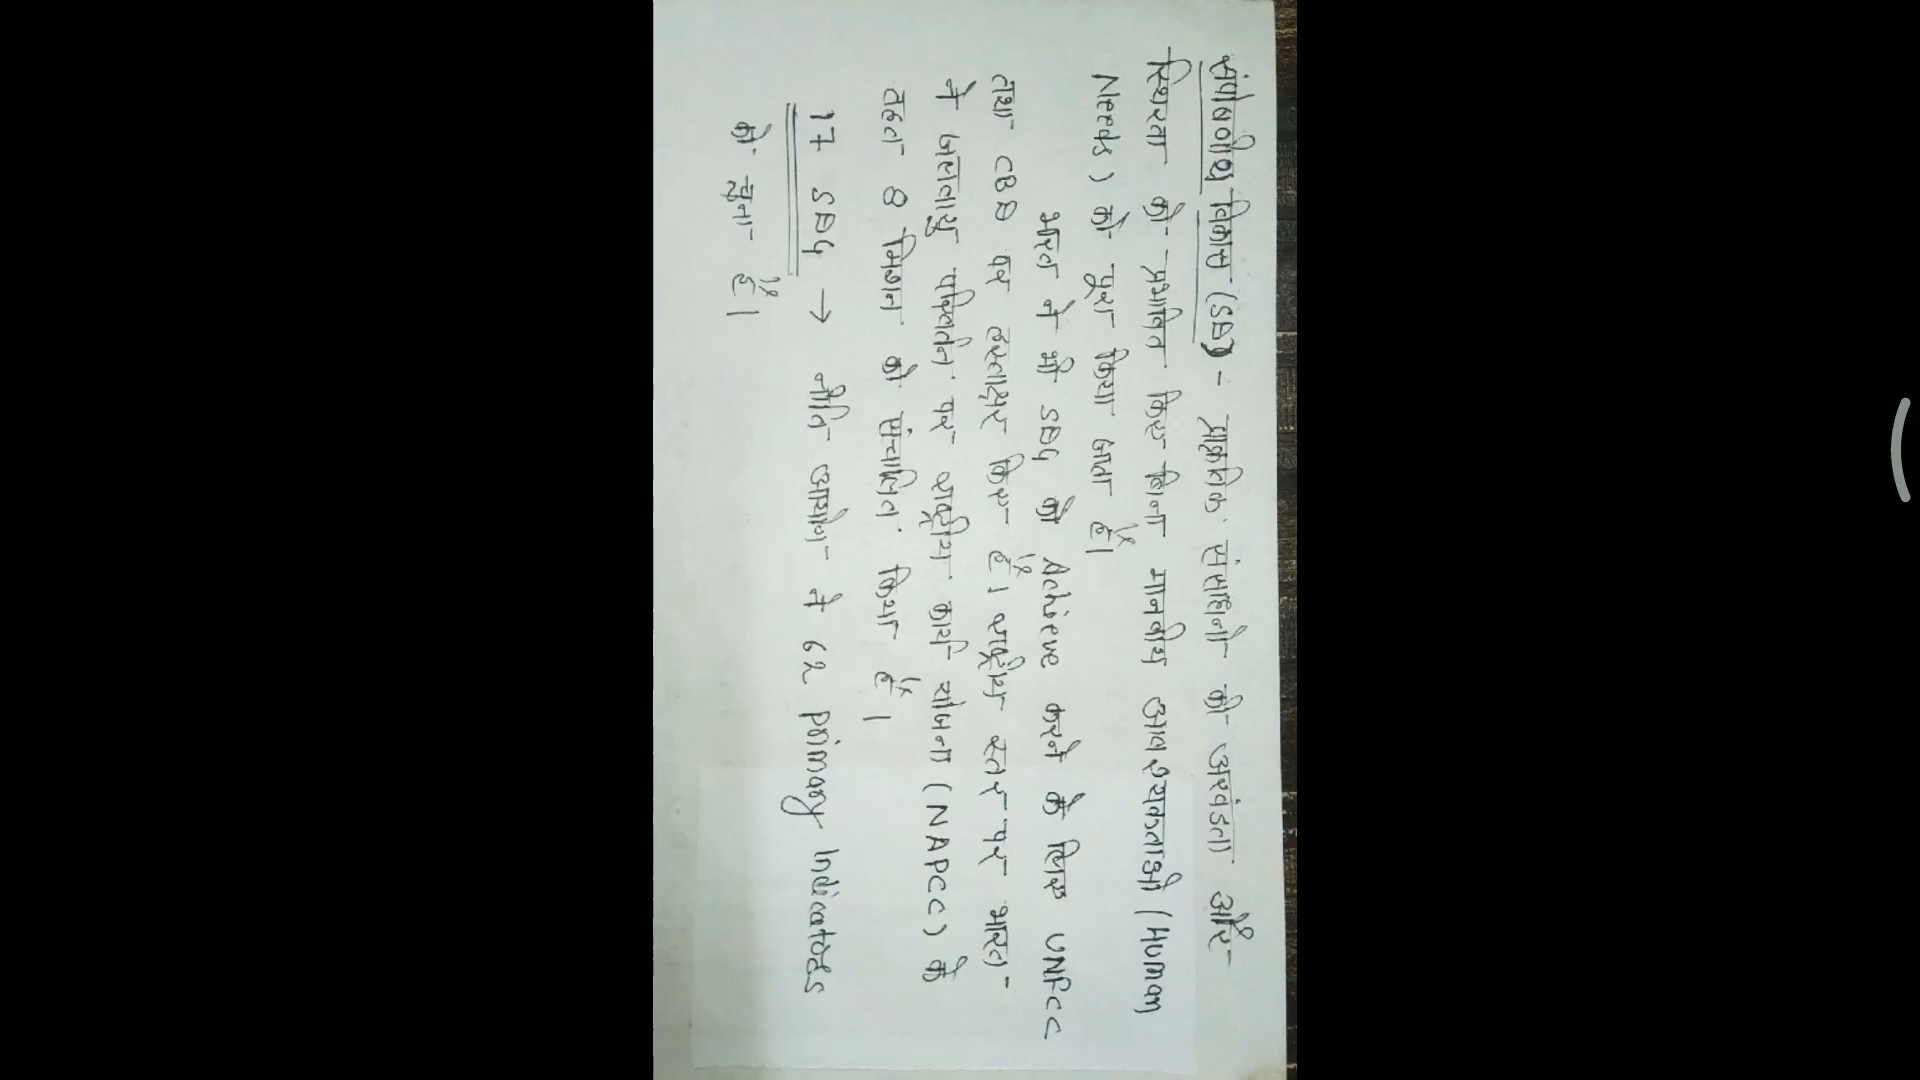 संपोषणीय विकास (SD) - प्राकृतिक संसाधनो की अखंडता और
स्थिरता को प्रभावित किए बिना मानवीय आवश्यकताओं (Human
Needs) को पूरा किया जाता है।
भारत ने भी SDG को Achieve करने के लिए UNFCC
तथा CBD पर हस्ताक्षर किए है। राष्ट्रीय स्तर पर भारत
ने जलवायु परिवर्तन पर राष्ट्रीय कार्य योजना (NAPCC) के
तहत 8 मिशन को संचालित किया है।
17 SDG → नीति आयोग ने 62 Primary Indicators
को चुना है।